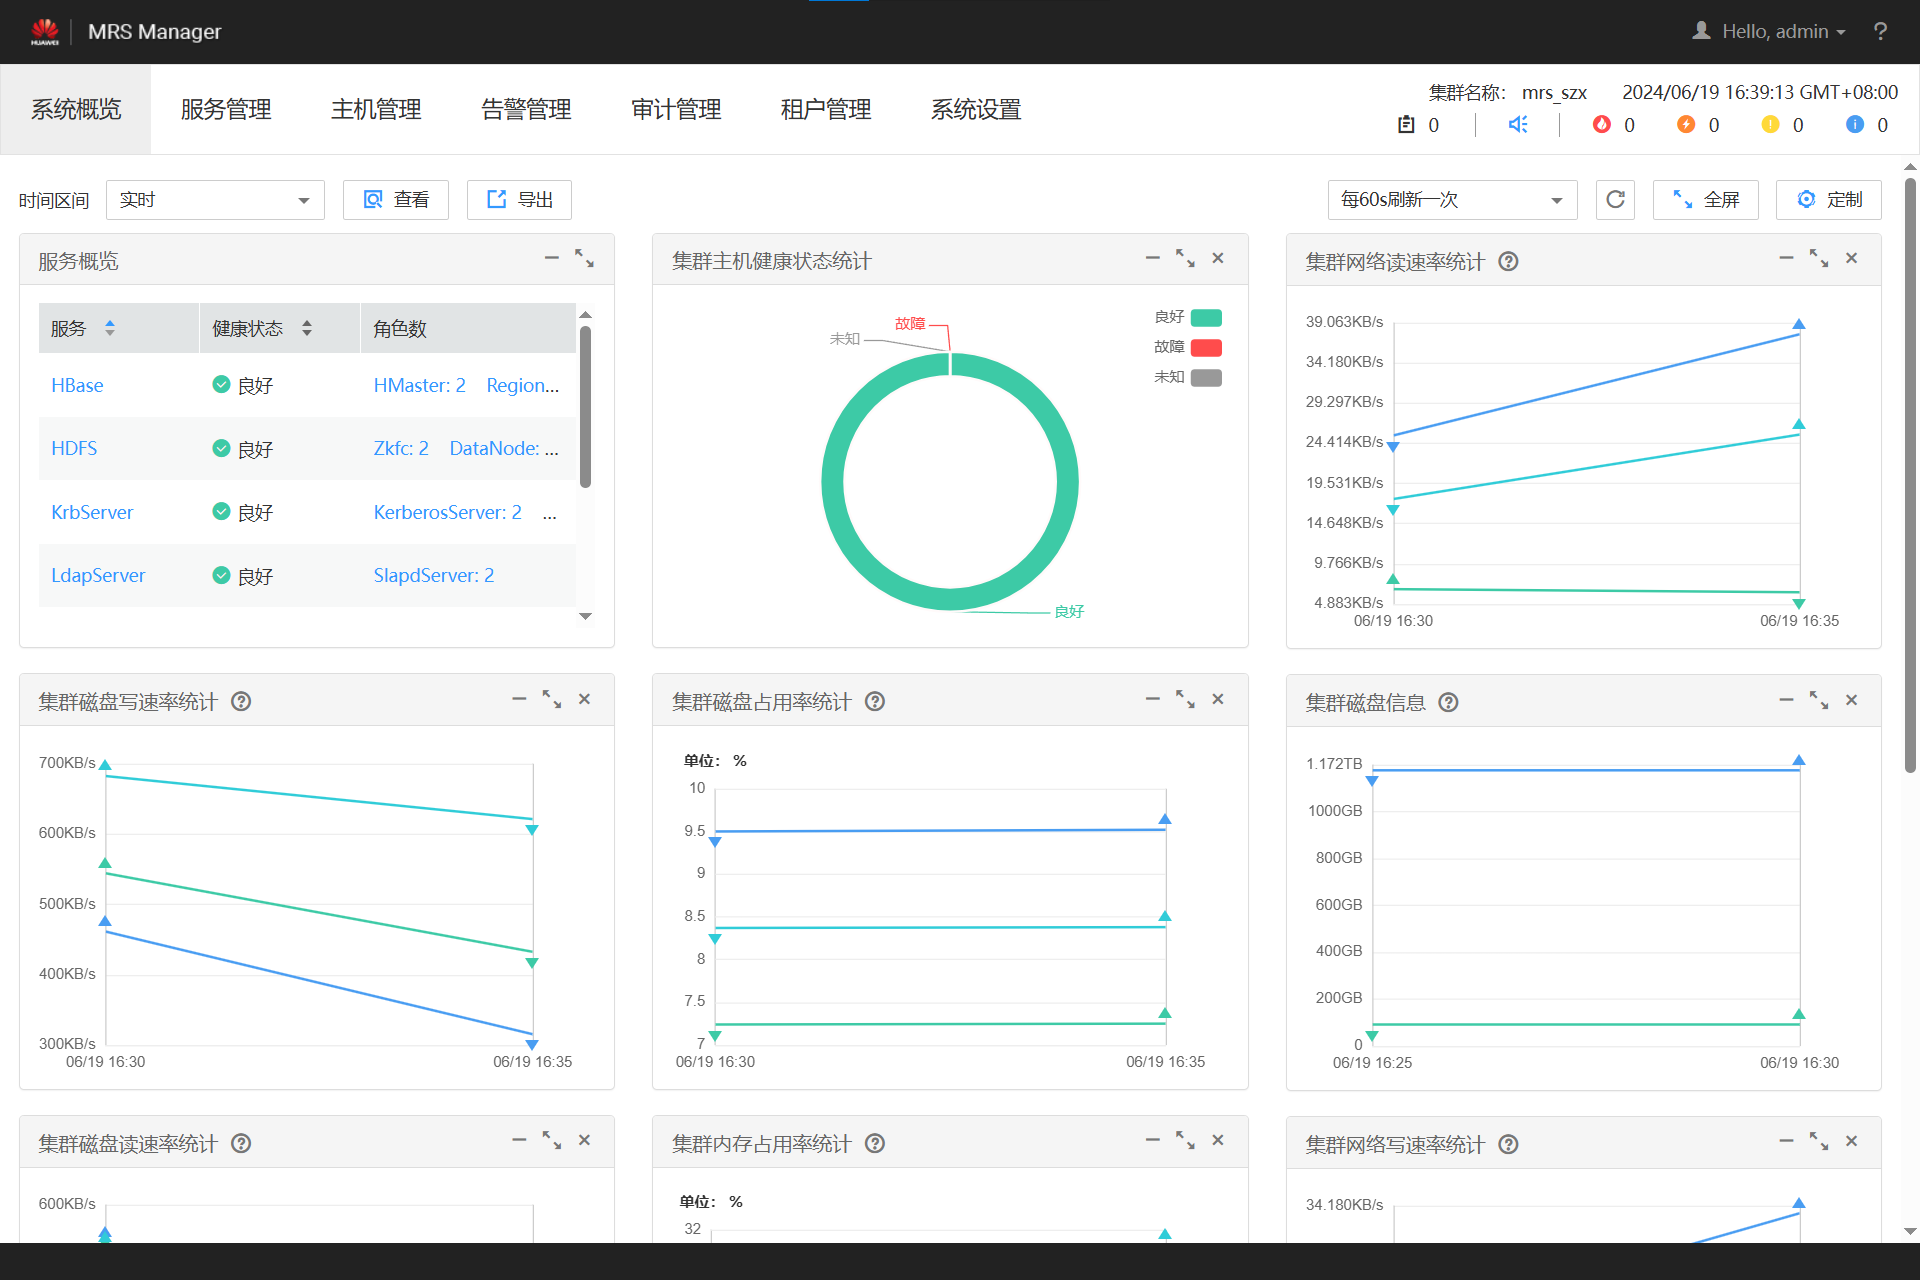 HUAWEI
MRS Manager
Hello, admin
?
系统概览 服务管理 主机管理 告警管理 审计管理 租户管理 系统设置
集群名称: mrs_szx 2024/06/19 16:39:13 GMT+08:00
0 0 0 0 0
时间区间 实时 查看 导出 每60s刷新一次 全屏 定制
服务概览
服务 健康状态 角色数
HBase 良好 HMaster: 2 Region...
HDFS 良好 Zkfc: 2 DataNode: ...
KrbServer 良好 KerberosServer: 2 ...
LdapServer 良好 SlapdServer: 2
集群主机健康状态统计
良好
故障
未知
故障
未知
良好
集群网络读速率统计
39.063KB/s
34.180KB/s
29.297KB/s
24.414KB/s
19.531KB/s
14.648KB/s
9.766KB/s
4.883KB/s
06/19 16:30 06/19 16:35
集群磁盘写速率统计
700KB/s
600KB/s
500KB/s
400KB/s
300KB/s
06/19 16:30 06/19 16:35
集群磁盘占用率统计
单位: %
10
9.5
9
8.5
8
7.5
7
06/19 16:30 06/19 16:35
集群磁盘信息
1.172TB
1000GB
800GB
600GB
400GB
200GB
0
06/19 16:25 06/19 16:30
集群磁盘读速率统计
600KB/s
集群内存占用率统计
单位: %
32
集群网络写速率统计
34.180KB/s